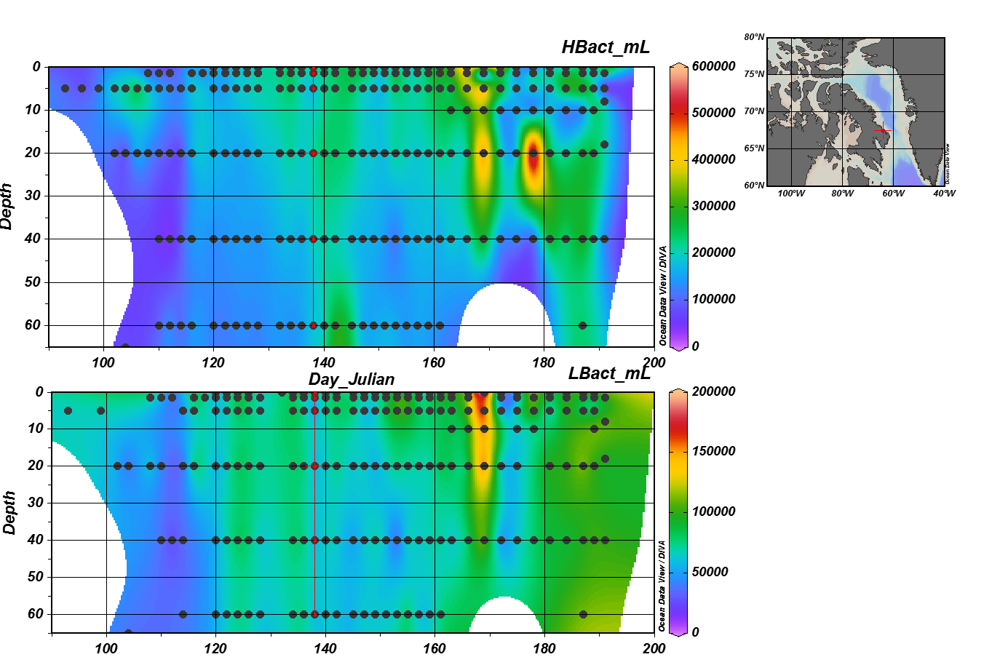 HBact_mL
0
10
20
30
40
50
60
Depth
100
120
140
160
180
200
Day_Julian
600000
500000
400000
300000
200000
100000
0
Ocean Data View / DIVA
80°N
75°N
70°N
65°N
60°N
100°W
80°W
60°W
40°W
Ocean Data View
LBact_mL
0
10
20
30
40
50
60
Depth
100
120
140
160
180
200
200000
150000
100000
50000
0
Ocean Data View / DIVA